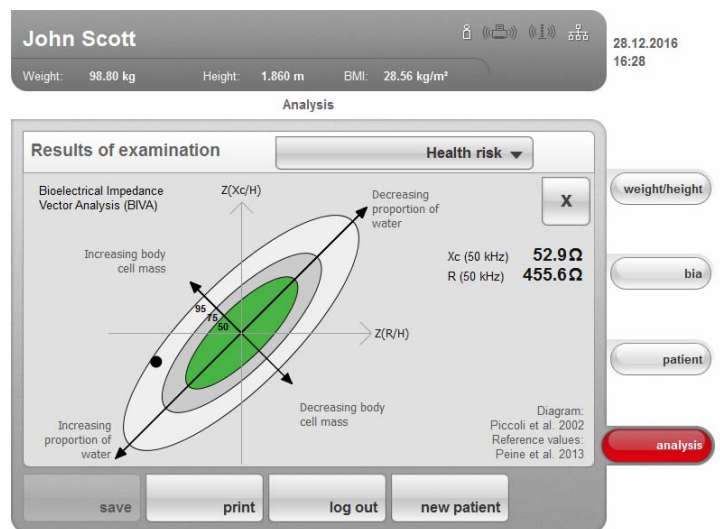 John Scott
28.12.2016
16:28
Weight: 98.80 kg Height: 1.860 m BMI: 28.56 kg/m²
Analysis
Results of examination
Health risk
Bioelectrical Impedance
Vector Analysis (BIVA)
Z(Xc/H)
Decreasing
proportion of
water
X
Increasing body
cell mass
Xc (50 kHz) 52.9Ω
R (50 kHz) 455.6Ω
95
75
50
Z(R/H)
Decreasing body
cell mass
Increasing
proportion of
water
Diagram:
Piccoli et al. 2002
Reference values:
Peine et al. 2013
weight/height
bia
patient
analysis
save
print
log out
new patient